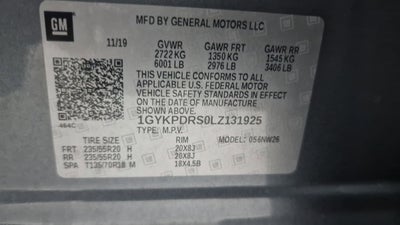 GM
MFD BY GENERAL MOTORS LLC
11/19 GVWR GAWR FRT GAWR RR
2722 KG 1350 KG 1545 KG
6001 LB 2976 LB 3406 LB
THIS VEHICLE CONFORMS TO ALL
APPLICABLE U.S. FEDERAL MOTOR
VEHICLE SAFETY
STANDARDS IN EFFECT
ON THE DATE OF MANUFACTURE
SHOWN ABOVE.
1GYKPDRS0LZ131925
TYPE: M.P.V.
TIRE SIZE RIM MODEL: 056NW26
FRT 235/55R20 H 20X8J
RR 235/55R20 H 20X8J
SPA T135/70R18 M 18X4.5B